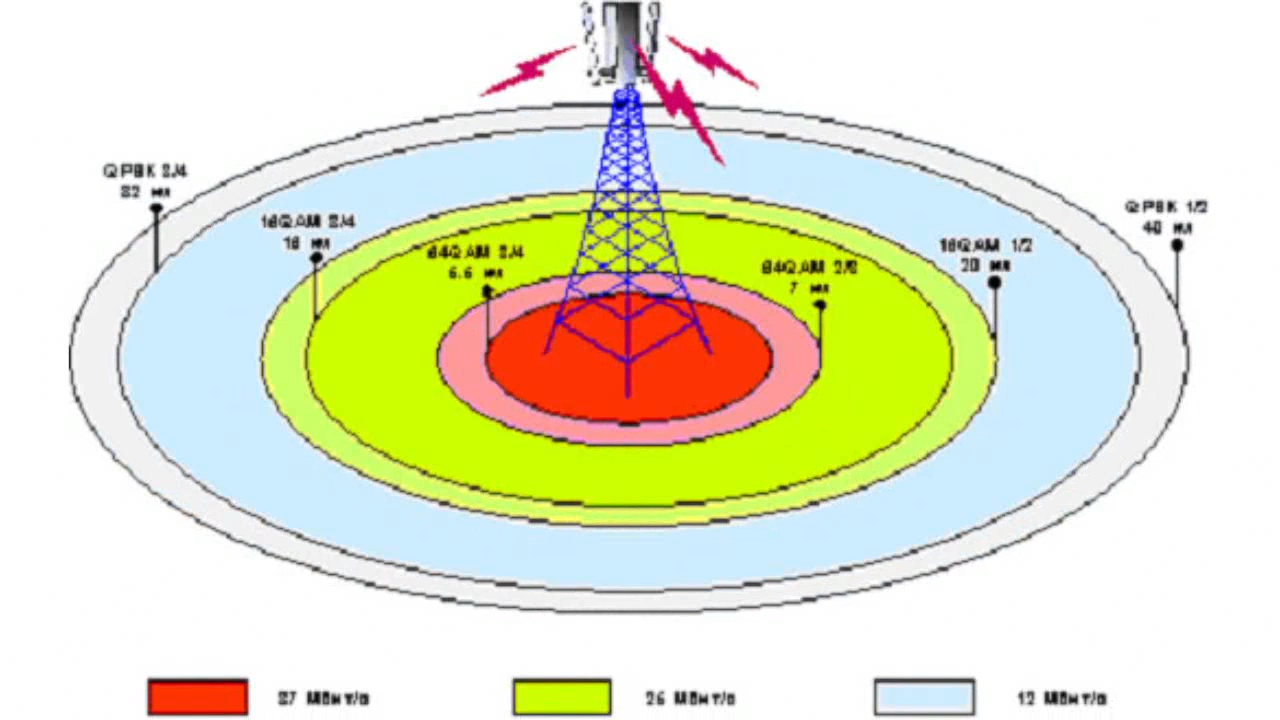 QPSK 3/4
32 км
16QAM 3/4
18 км
64QAM 3/4
6.6 км
64QAM 2/3
7 км
16QAM 1/2
20 км
QPSK 1/2
40 км
37 Мбит/с
25 Мбит/с
12 Мбит/с